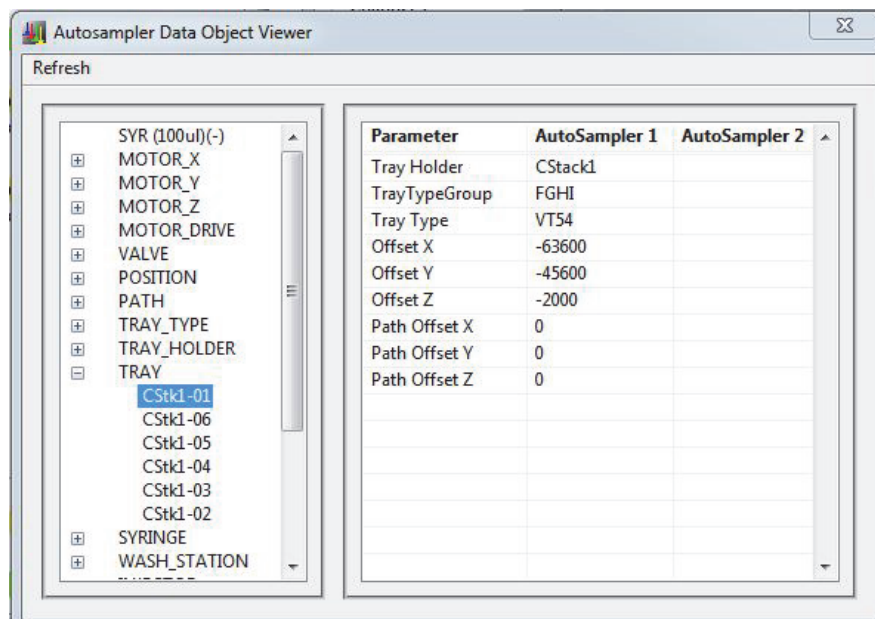 Autosampler Data Object Viewer
Refresh
SYR (100ul)(-)
MOTOR_X
MOTOR_Y
MOTOR_Z
MOTOR_DRIVE
VALVE
POSITION
PATH
TRAY_TYPE
TRAY_HOLDER
TRAY
CStk1-01
CStk1-06
CStk1-05
CStk1-04
CStk1-03
CStk1-02
SYRINGE
WASH_STATION
Parameter AutoSampler 1 AutoSampler 2
Tray Holder CStack1
TrayTypeGroup FGHI
Tray Type VT54
Offset X -63600
Offset Y -45600
Offset Z -2000
Path Offset X 0
Path Offset Y 0
Path Offset Z 0